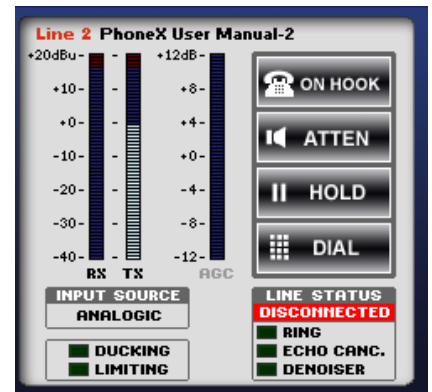 Line 2 PhoneX User Manual-2
+20dBu- - +12dB-
+10- - +8-
+0- - +4-
-10- - +0-
-20- - -4-
-30- - -8-
-40- - -12-
RX TX AGC
ON HOOK
ATTEN
HOLD
DIAL
INPUT SOURCE
ANALOGIC
DUCKING
LIMITING
LINE STATUS
DISCONNECTED
RING
ECHO CANC.
DENOISER